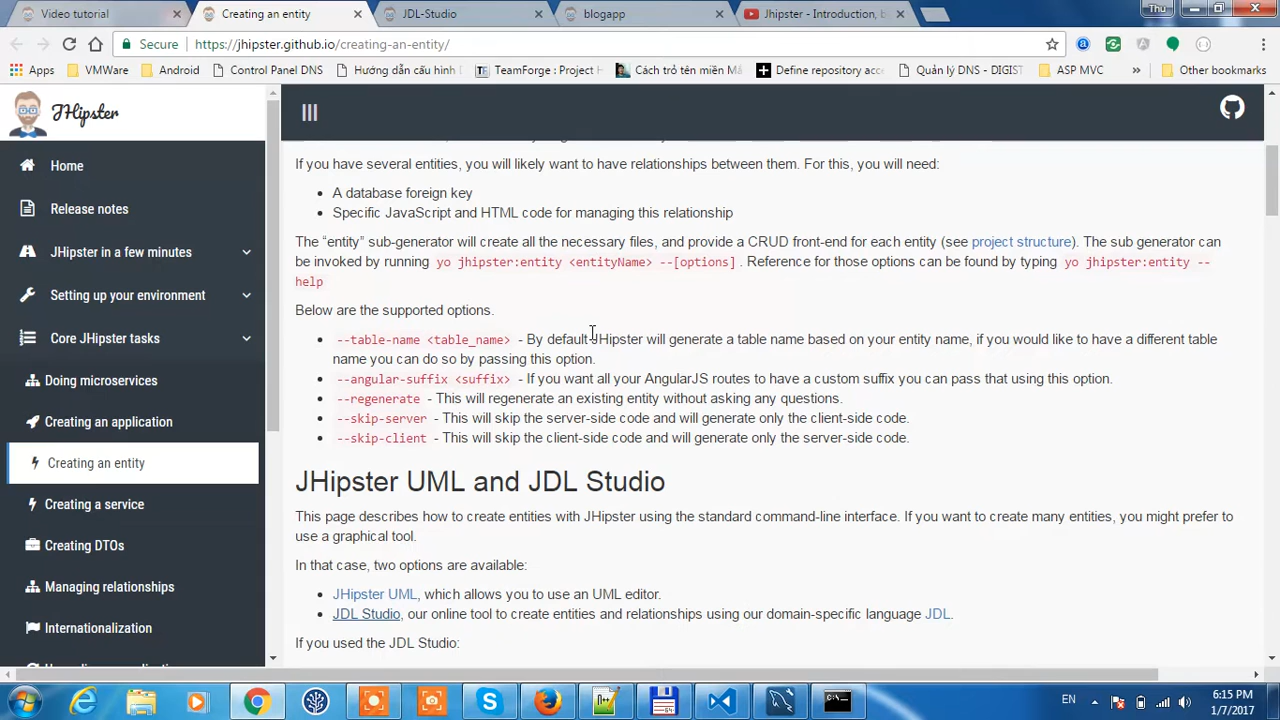 Video tutorial
Creating an entity
JDL-Studio
blogapp
Jhipster - Introduction, b
Thu
Secure
https://jhipster.github.io/creating-an-entity/
Apps
VMWare
Android
Control Panel DNS
Hướng dẫn cấu hình
TeamForge : Project H
Cách trỏ tên miền Mắ
Define repository acc
Quản lý DNS - DIGIST
ASP MVC
»
Other bookmarks
JHipster
Home
Release notes
JHipster in a few minutes
Setting up your environment
Core JHipster tasks
Doing microservices
Creating an application
Creating an entity
Creating a service
Creating DTOs
Managing relationships
Internationalization
If you have several entities, you will likely want to have relationships between them. For this, you will need:
• A database foreign key
• Specific JavaScript and HTML code for managing this relationship
The “entity” sub-generator will create all the necessary files, and provide a CRUD front-end for each entity (see project structure). The sub generator can
be invoked by running yo jhipster:entity <entityName> --[options] . Reference for those options can be found by typing yo jhipster:entity --
help
Below are the supported options.
• --table-name <table_name> - By default JHipster will generate a table name based on your entity name, if you would like to have a different table
name you can do so by passing this option.
• --angular-suffix <suffix> - If you want all your AngularJS routes to have a custom suffix you can pass that using this option.
• --regenerate - This will regenerate an existing entity without asking any questions.
• --skip-server - This will skip the server-side code and will generate only the client-side code.
• --skip-client - This will skip the client-side code and will generate only the server-side code.
JHipster UML and JDL Studio
This page describes how to create entities with JHipster using the standard command-line interface. If you want to create many entities, you might prefer to
use a graphical tool.
In that case, two options are available:
• JHipster UML, which allows you to use an UML editor.
• JDL Studio, our online tool to create entities and relationships using our domain-specific language JDL.
If you used the JDL Studio:
EN
6:15 PM
1/7/2017